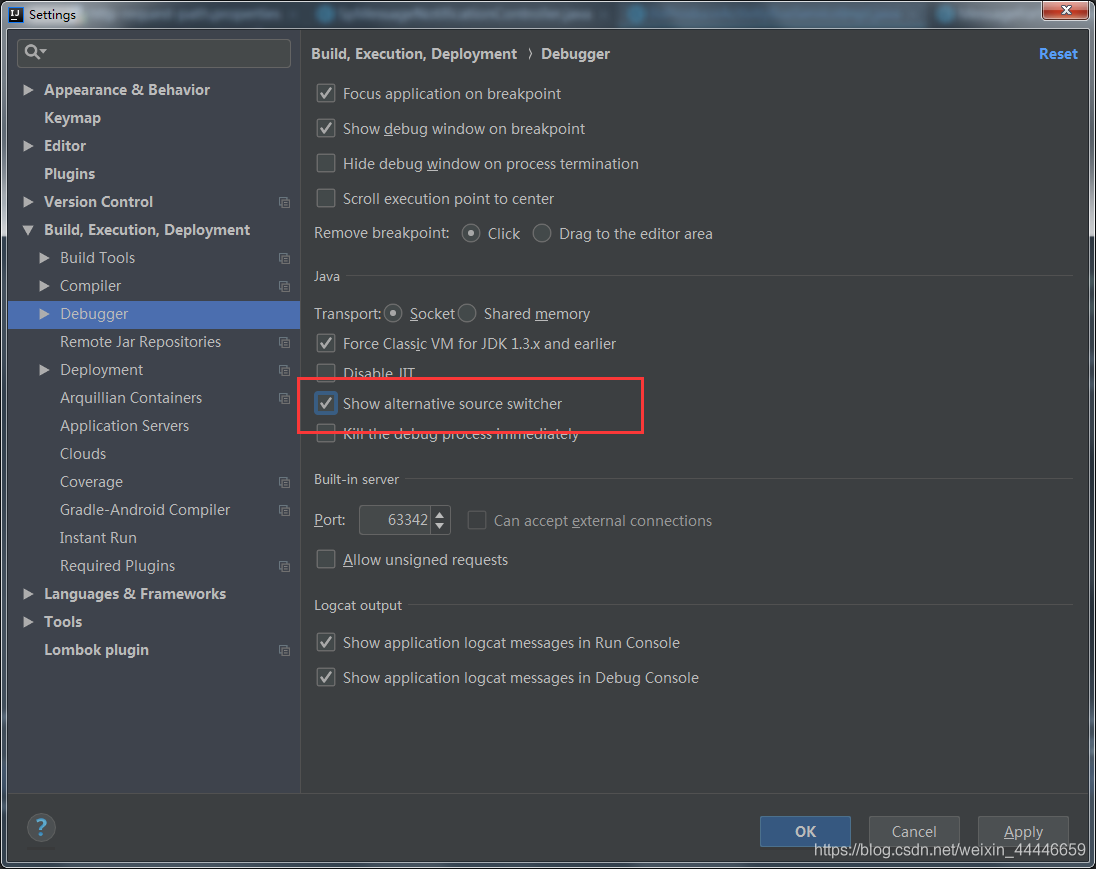 Settings
Build, Execution, Deployment › Debugger
Reset
Appearance & Behavior
Keymap
Editor
Plugins
Version Control
Build, Execution, Deployment
Build Tools
Compiler
Debugger
Remote Jar Repositories
Deployment
Arquillian Containers
Application Servers
Clouds
Coverage
Gradle-Android Compiler
Instant Run
Required Plugins
Languages & Frameworks
Tools
Lombok plugin
Focus application on breakpoint
Show debug window on breakpoint
Hide debug window on process termination
Scroll execution point to center
Remove breakpoint: Click Drag to the editor area
Java
Transport: Socket Shared memory
Force Classic VM for JDK 1.3.x and earlier
Disable JIT
Show alternative source switcher
Kill the debug process immediately
Built-in server
Port: 63342 Can accept external connections
Allow unsigned requests
Logcat output
Show application logcat messages in Run Console
Show application logcat messages in Debug Console
?
OK Cancel Apply
https://blog.csdn.net/weixin_44446659